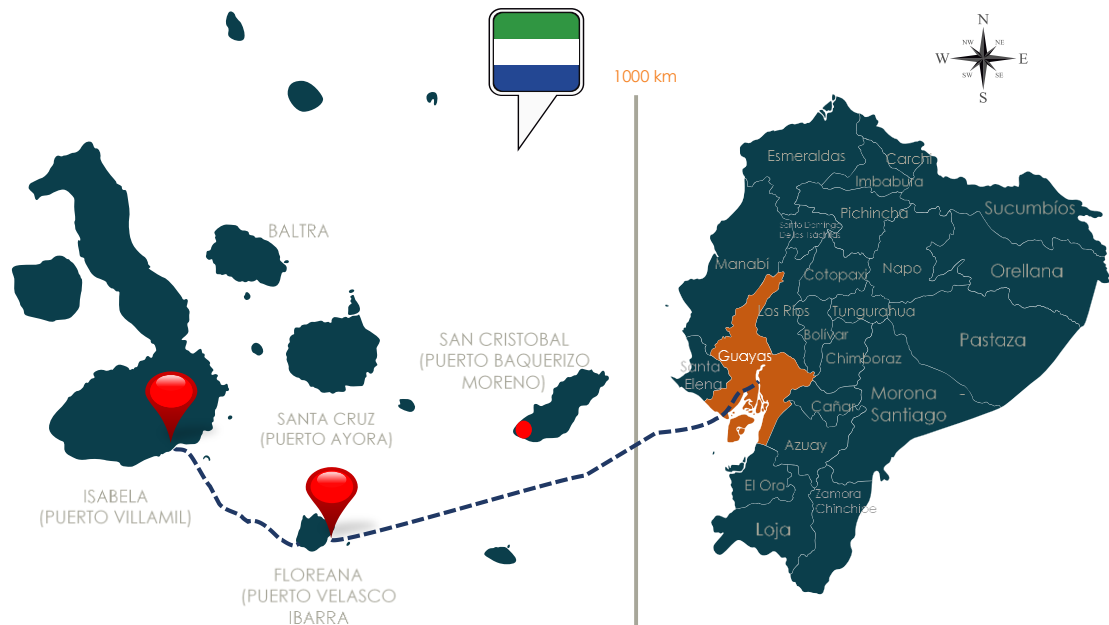 1000 km
N
NW
NE
W
E
SW
SE
S
BALTRA
SAN CRISTOBAL
(PUERTO BAQUERIZO
MORENO)
SANTA CRUZ
(PUERTO AYORA)
ISABELA
(PUERTO VILLAMIL)
FLOREANA
(PUERTO VELASCO
IBARRA
Esmeraldas
Carchi
Imbabura
Sucumbíos
Pichincha
Santo Domingo
De los Tsáchilas
Manabi
Cotopaxi
Napo
Orellana
Los Ríos
Tungurahua
Bolívar
Pastaza
Guayas
Chimboraz
Santa
Elena
Morona
Santiago
Cañar
Azuay
El Oro
Zamora
Chinchipe
Loja